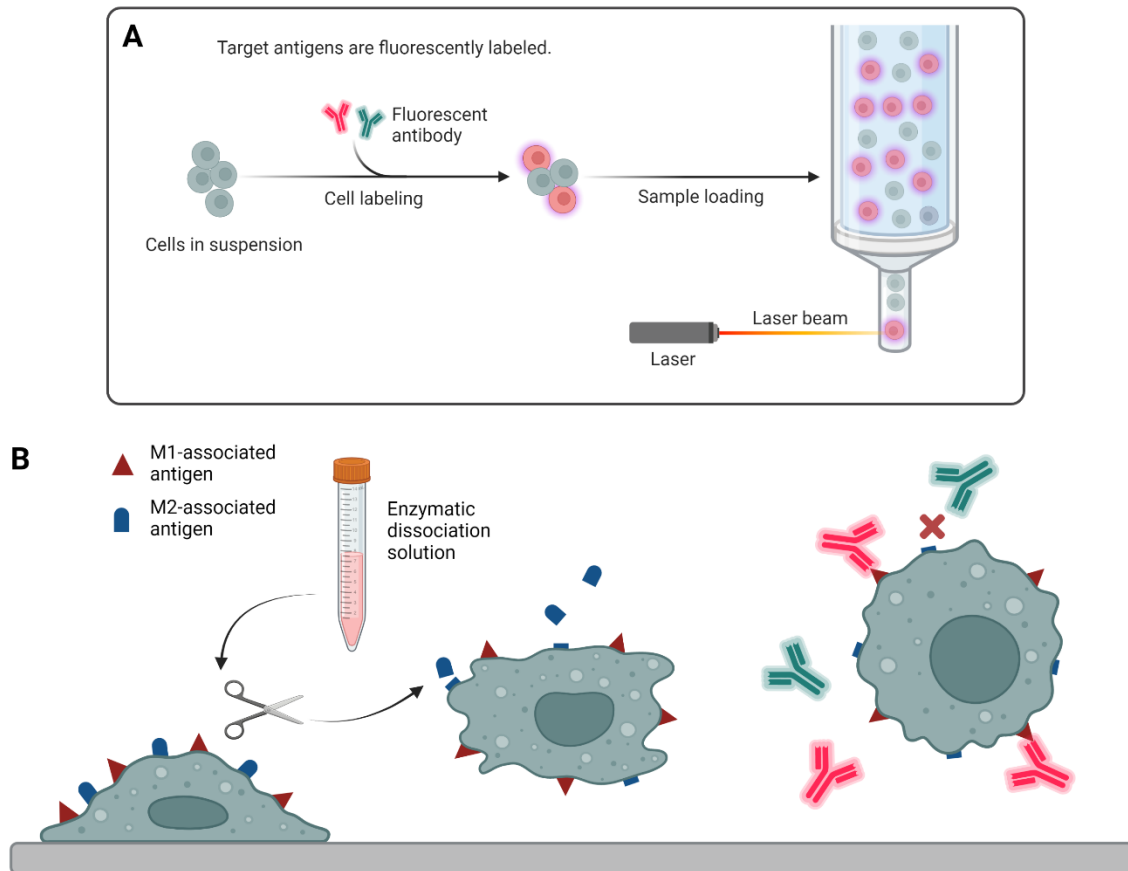 A
Target antigens are fluorescently labeled.
Fluorescent
antibody
Cell labeling
Sample loading
Cells in suspension
Laser beam
Laser
B
M1-associated
antigen
M2-associated
antigen
Enzymatic
dissociation
solution